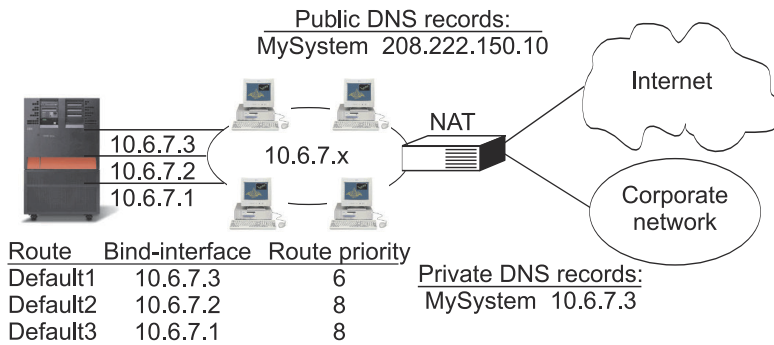 Public DNS records:
MySystem 208.222.150.10
Internet
NAT
10.6.7.3
10.6.7.2
10.6.7.1
10.6.7.x
Corporate
network
Route Bind-interface Route priority
Default1 10.6.7.3 6
Default2 10.6.7.2 8
Default3 10.6.7.1 8
Private DNS records:
MySystem 10.6.7.3